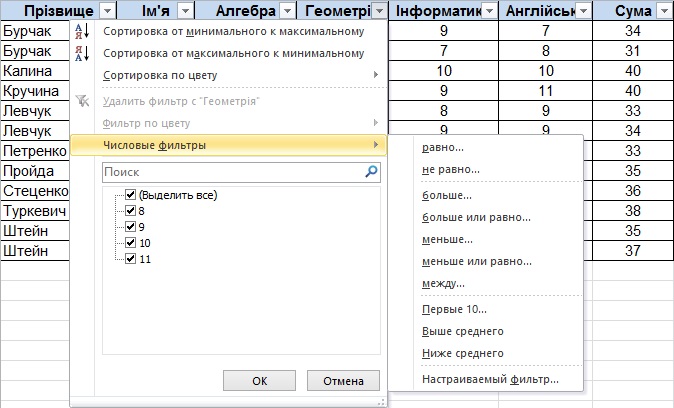 Прізвище Ім'я Алгебра Геометрі Інформатик Англійськ Сума
Бурчак 9 7 34
Бурчак 7 8 31
Калина 10 10 40
Кручина 9 11 40
Левчук 8 9 33
Левчук 9 9 34
Петренко 33
Пройда 35
Стеценко 36
Туркевич 38
Штейн 35
Штейн 37
Сортировка от минимального к максимальному
Сортировка от максимального к минимальному
Сортировка по цвету
Удалить фильтр с "Геометрія"
Фильтр по цвету
Числовые фильтры
Поиск
(Выделить все)
8
9
10
11
ОК Отмена
равно...
не равно...
больше...
больше или равно...
меньше...
меньше или равно...
между...
Первые 10...
Выше среднего
Ниже среднего
Настраиваемый фильтр...